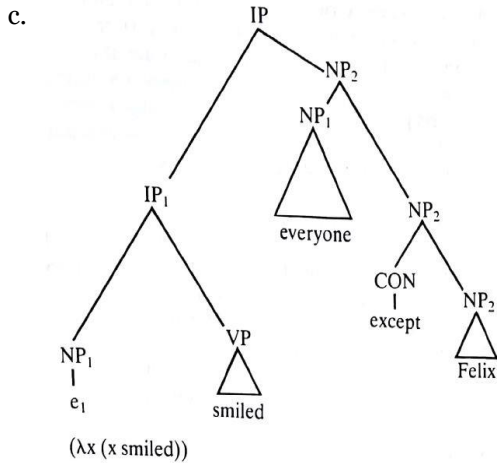 c.
IP
NP₂
NP₁
everyone
IP₁
NP₂
CON
except
NP₂
Felix
NP₁
e₁
VP
smiled
(λx (x smiled))